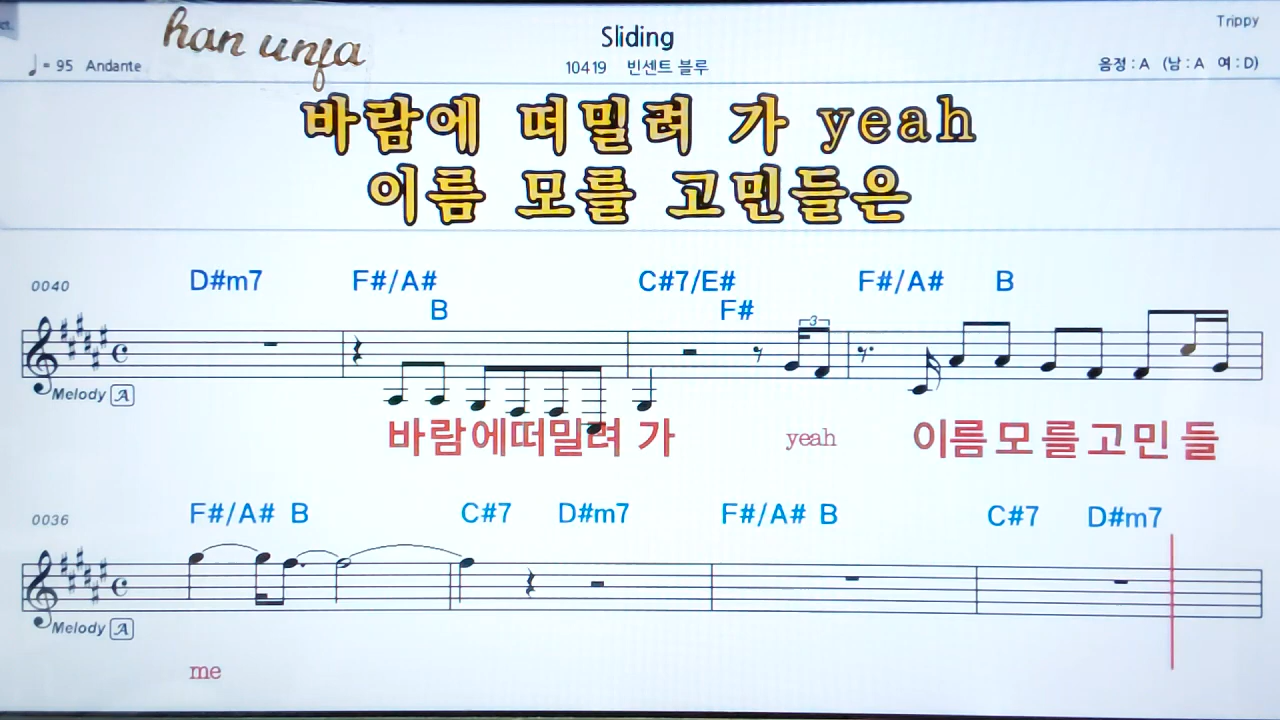 Trippy
han unja
Sliding
♩ = 95 Andante
10419 빈센트 블루
음정 : A (남 : A 여 : D)
바람에 떠밀려 가 yeah
이름 모를 고민들은
0040
D#m7 F#/A# B C#7/E# F# F#/A# B
3
Melody A
바람에떠밀려 가 yeah 이름모를고민들
0036
F#/A# B C#7 D#m7 F#/A# B C#7 D#m7
Melody A
me